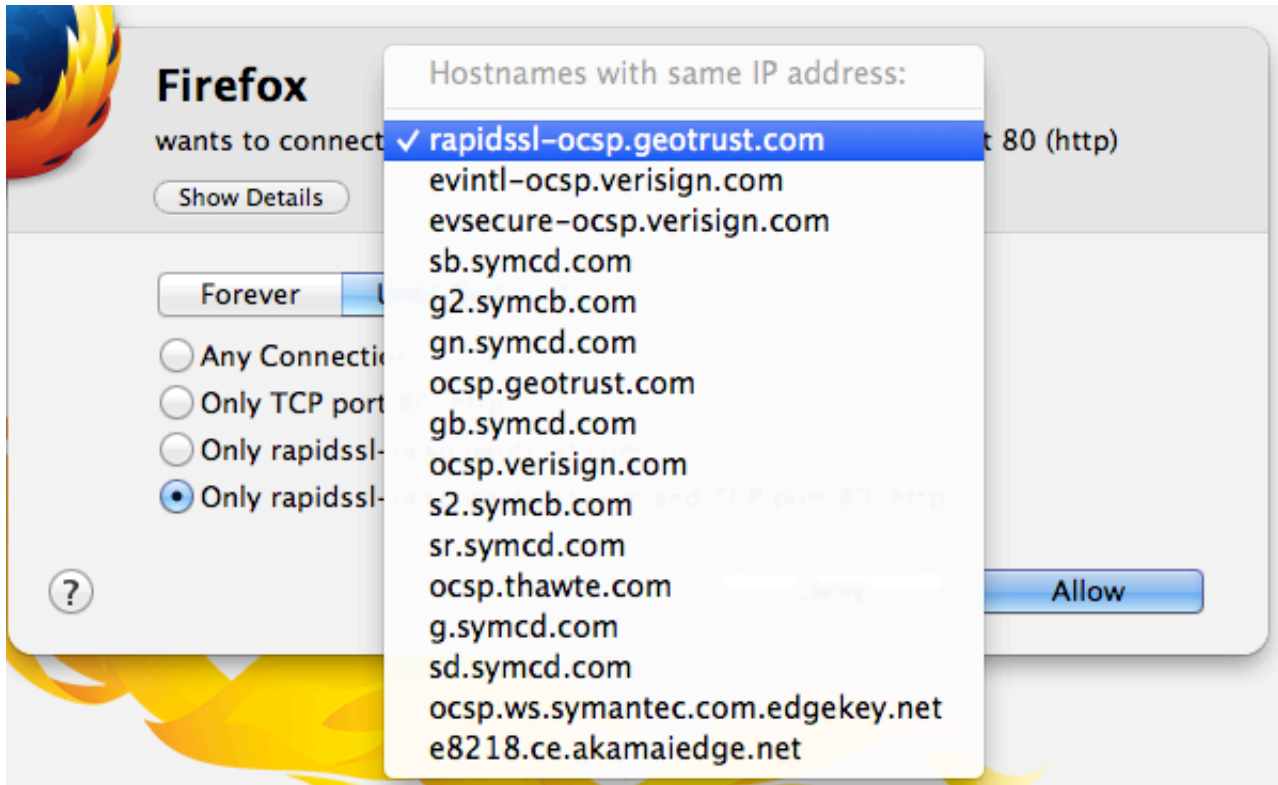 Firefox
wants to connect
t 80 (http)
Show Details
Forever
Any Connection
Only TCP port
Only rapidssl-
Only rapidssl-
?
Allow
Hostnames with same IP address:
✓ rapidssl-ocsp.geotrust.com
evintl-ocsp.verisign.com
evsecure-ocsp.verisign.com
sb.symcd.com
g2.symcb.com
gn.symcd.com
ocsp.geotrust.com
gb.symcd.com
ocsp.verisign.com
s2.symcb.com
sr.symcd.com
ocsp.thawte.com
g.symcd.com
sd.symcd.com
ocsp.ws.symantec.com.edgekey.net
e8218.ce.akamaiedge.net